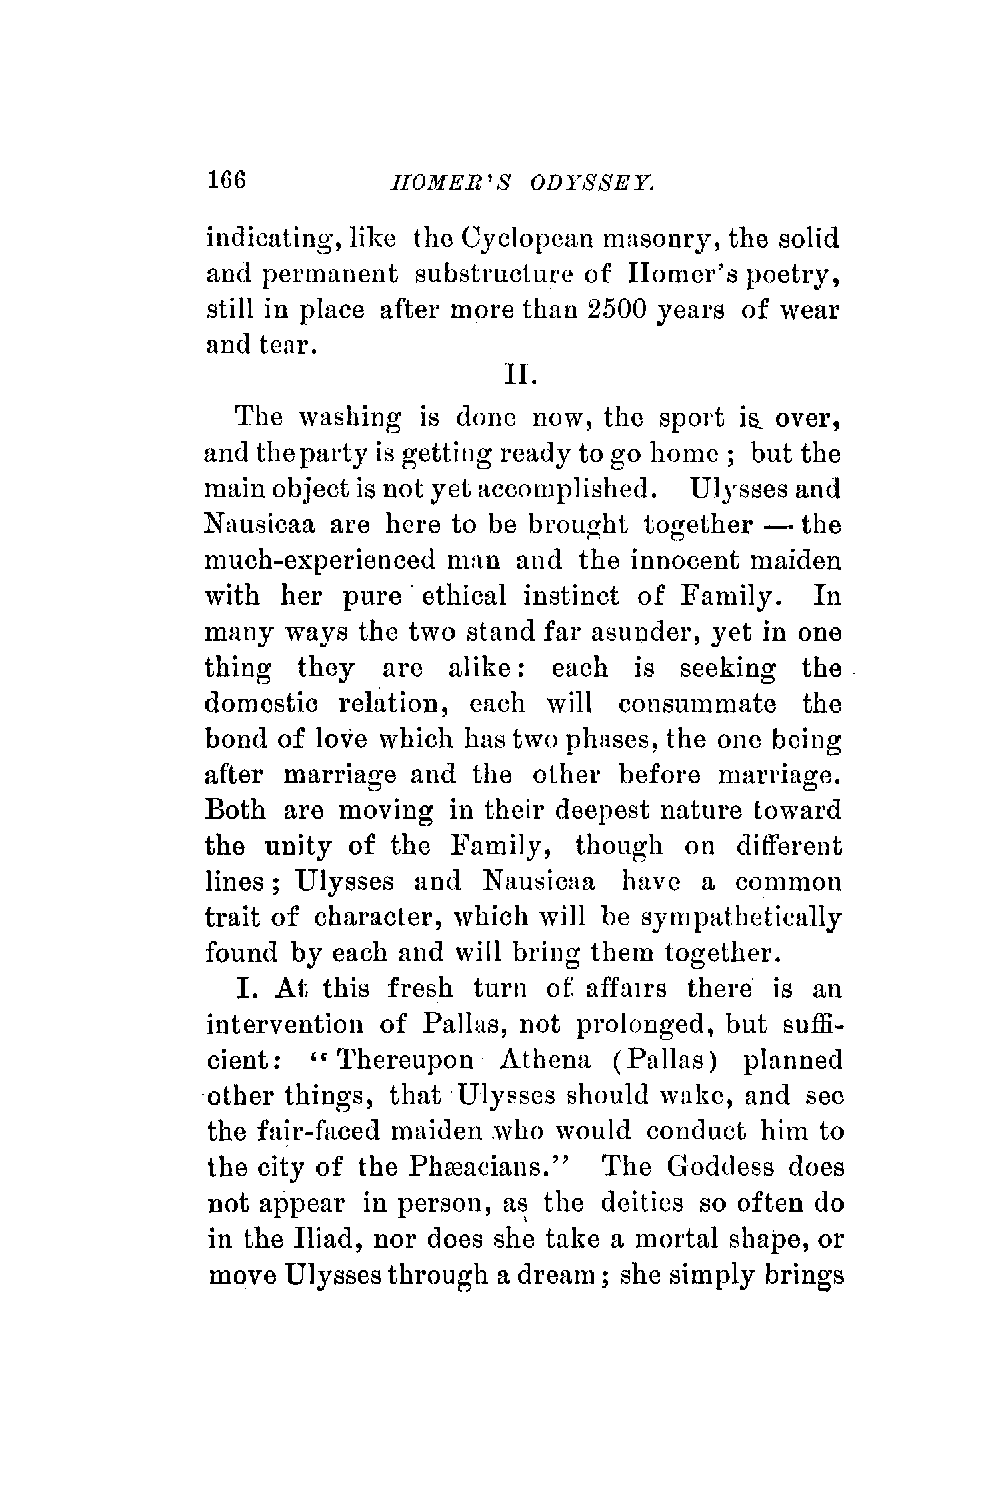 166 HOMER'S ODYSSEY.
indicating, like the Cyclopean masonry, the solid
and permanent substructure of Homer's poetry,
still in place after more than 2500 years of wear
and tear.
II.
The washing is done now, the sport is over,
and the party is getting ready to go home ; but the
main object is not yet accomplished. Ulysses and
Nausicaa are here to be brought together — the
much-experienced man and the innocent maiden
with her pure ethical instinct of Family. In
many ways the two stand far asunder, yet in one
thing they are alike: each is seeking the
domestic relation, each will consummate the
bond of love which has two phases, the one being
after marriage and the other before marriage.
Both are moving in their deepest nature toward
the unity of the Family, though on different
lines ; Ulysses and Nausicaa have a common
trait of character, which will be sympathetically
found by each and will bring them together.
I. At this fresh turn of affairs there is an
intervention of Pallas, not prolonged, but suffi-
cient: "Thereupon Athena (Pallas) planned
other things, that Ulysses should wake, and see
the fair-faced maiden who would conduct him to
the city of the Phæacians." The Goddess does
not appear in person, as the deities so often do
in the Iliad, nor does she take a mortal shape, or
move Ulysses through a dream ; she simply brings